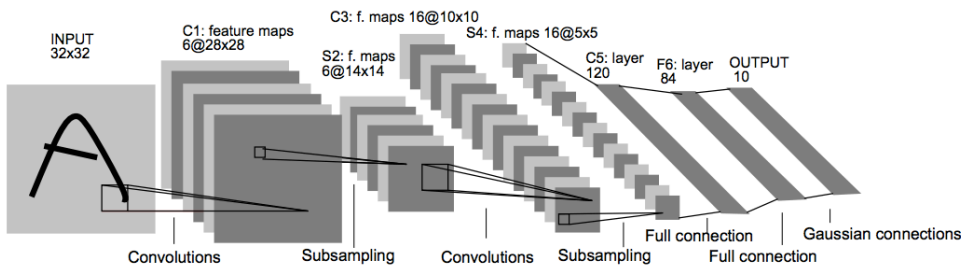 INPUT
32x32
C1: feature maps
6@28x28
S2: f. maps
6@14x14
C3: f. maps 16@10x10
S4: f. maps 16@5x5
C5: layer
120
F6: layer
84
OUTPUT
10
Convolutions
Subsampling
Convolutions
Subsampling
Full connection
Full connection
Gaussian connections
A